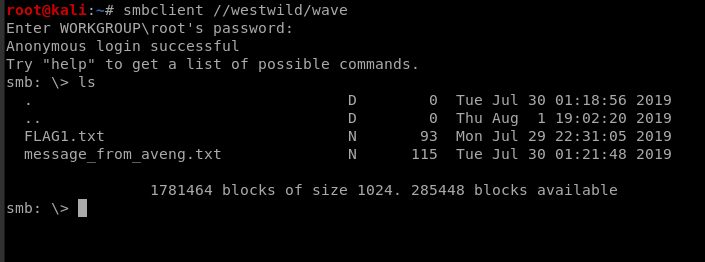 root@kali:~# smbclient //westwild/wave
Enter WORKGROUP\root's password:
Anonymous login successful
Try "help" to get a list of possible commands.
smb: \> ls
  .                                   D        0  Tue Jul 30 01:18:56 2019
  ..                                  D        0  Thu Aug  1 19:02:20 2019
  FLAG1.txt                           N       93  Mon Jul 29 22:31:05 2019
  message_from_aveng.txt              N      115  Tue Jul 30 01:21:48 2019
                1781464 blocks of size 1024. 285448 blocks available
smb: \>